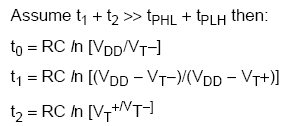 Assume t₁ + t₂ >> tPHL + tPLH then:
t₀ = RC ln [VDD/VT–]
t₁ = RC ln [(VDD – VT–)/(VDD – VT+)]
t₂ = RC ln [VT+/VT–]